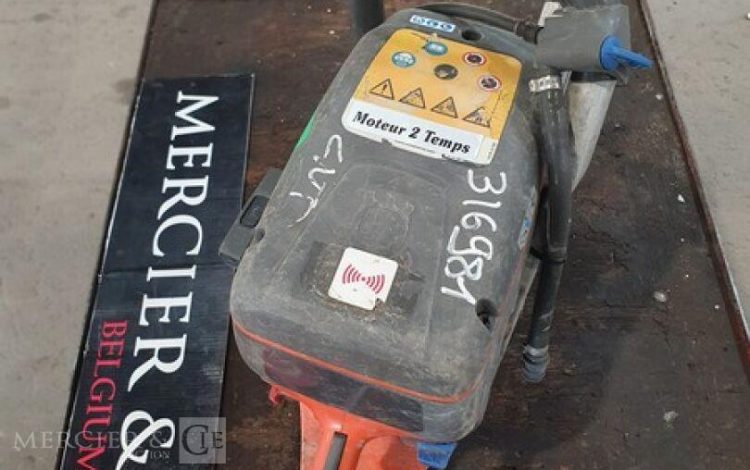 MERCIER &
BELGIUM
Moteur 2 Temps
316981
MERCIER & CIE